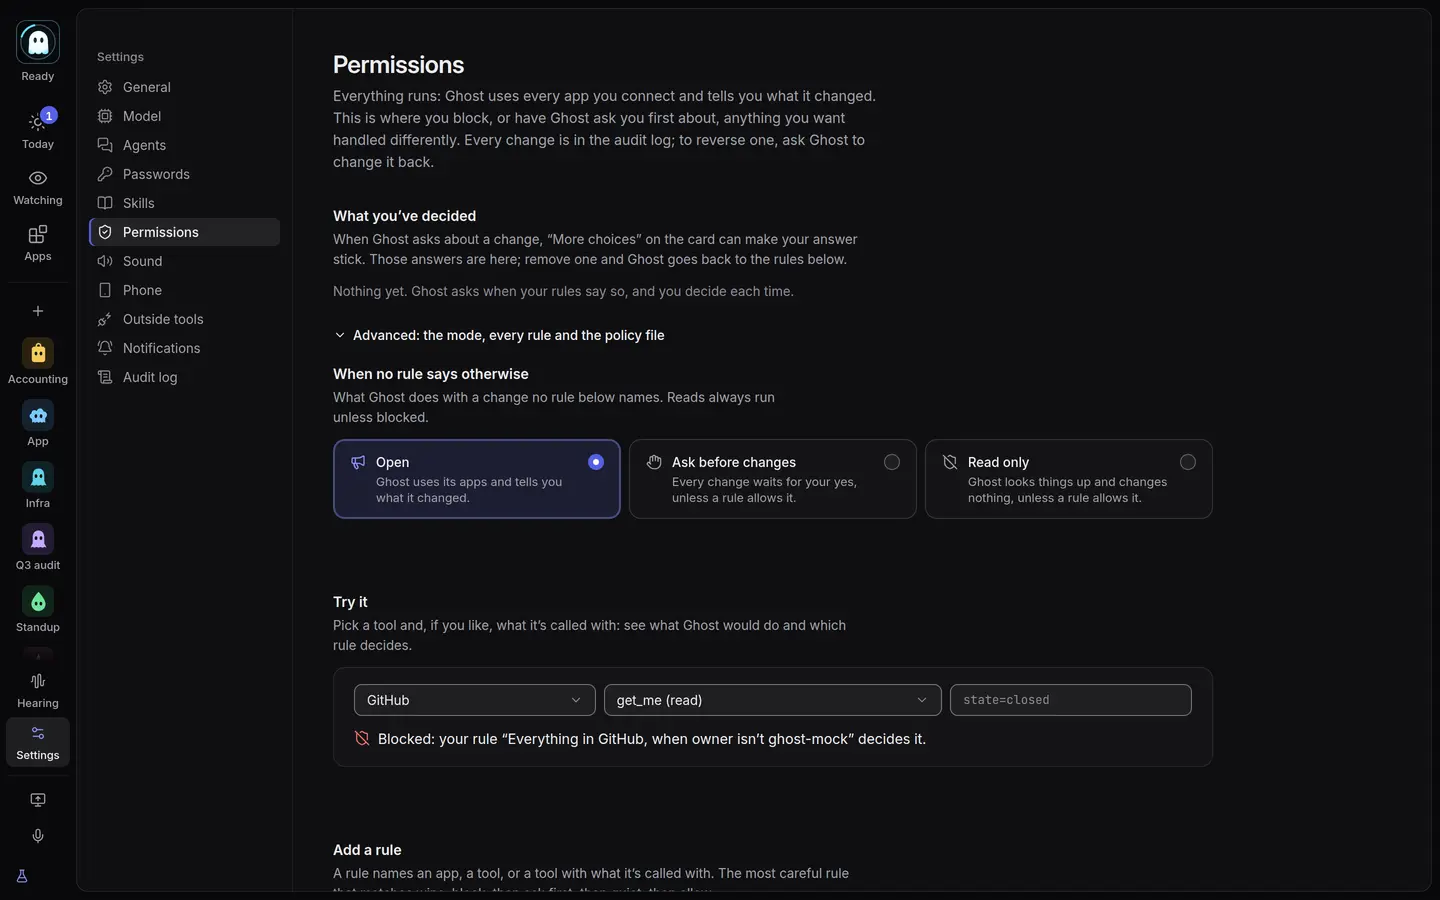 Ready
1
Today
Watching
Apps
Accounting
App
Infra
Q3 audit
Standup
Hearing
Settings
Settings
General
Model
Agents
Passwords
Skills
Permissions
Sound
Phone
Outside tools
Notifications
Audit log
Permissions
Everything runs: Ghost uses every app you connect and tells you what it changed.
This is where you block, or have Ghost ask you first about, anything you want
handled differently. Every change is in the audit log; to reverse one, ask Ghost to
change it back.
What you’ve decided
When Ghost asks about a change, “More choices” on the card can make your answer
stick. Those answers are here; remove one and Ghost goes back to the rules below.
Nothing yet. Ghost asks when your rules say so, and you decide each time.
Advanced: the mode, every rule and the policy file
When no rule says otherwise
What Ghost does with a change no rule below names. Reads always run
unless blocked.
Open
Ghost uses its apps and tells you
what it changed.
Ask before changes
Every change waits for your yes,
unless a rule allows it.
Read only
Ghost looks things up and changes
nothing, unless a rule allows it.
Try it
Pick a tool and, if you like, what it’s called with: see what Ghost would do and which
rule decides.
GitHub
get_me (read)
state=closed
Blocked: your rule “Everything in GitHub, when owner isn’t ghost-mock” decides it.
Add a rule
A rule names an app, a tool, or a tool with what it’s called with. The most careful rule